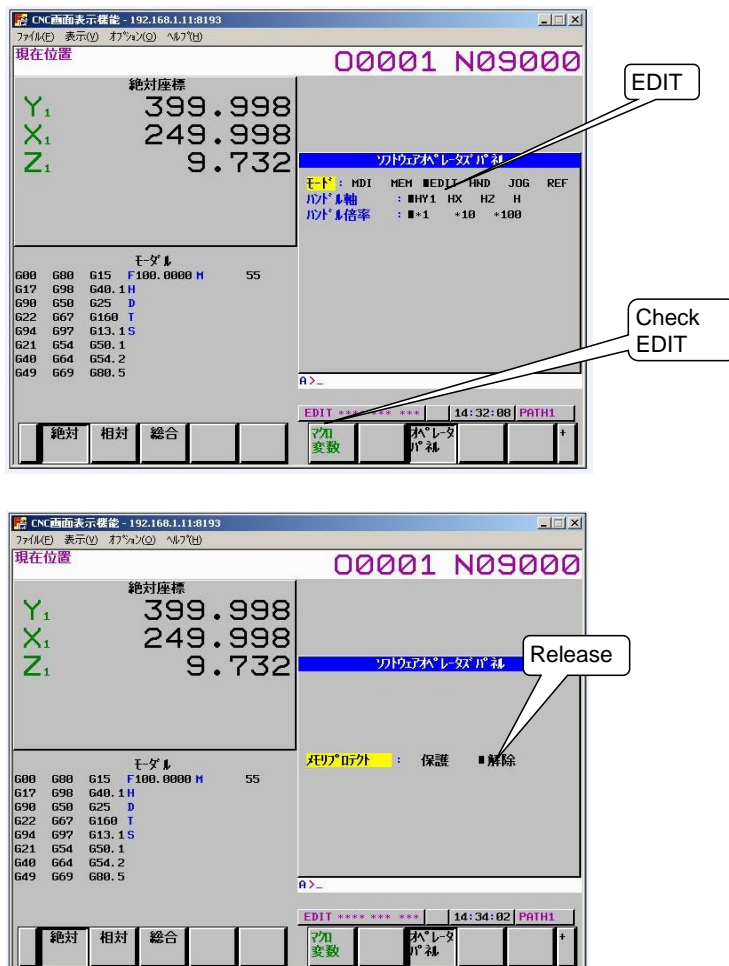 CNC画面表示機能 - 192.168.1.11:8193
ファイル(F) 表示(V) オプション(O) ヘルプ(H)
現在位置
O0001 N09000
絶対座標
Y1 399.998
X1 249.998
Z1 9.732
EDIT
ソフトウェアオペレータズパネル
モード : MDI MEM ■EDIT HND JOG REF
ハンドル軸 : ■HY1 HX HZ H
ハンドル倍率 : ■*1 *10 *100
モーダル
G00 G80 G15 F100.0000 M 55
G17 G98 G40.1 H
G90 G50 G25 D
G22 G67 G160 T
G94 G97 G13.1 S
G21 G54 G50.1
G40 G64 G54.2
G49 G69 G80.5
Check
EDIT
A>_
EDIT **** *** *** 14:32:08 PATH1
絶対 相対 総合 マクロ変数 オペレータパネル +
CNC画面表示機能 - 192.168.1.11:8193
ファイル(F) 表示(V) オプション(O) ヘルプ(H)
現在位置
O0001 N09000
絶対座標
Y1 399.998
X1 249.998
Z1 9.732
Release
ソフトウェアオペレータズパネル
メモリプロテクト : 保護 ■解除
モーダル
G00 G80 G15 F100.0000 M 55
G17 G98 G40.1 H
G90 G50 G25 D
G22 G67 G160 T
G94 G97 G13.1 S
G21 G54 G50.1
G40 G64 G54.2
G49 G69 G80.5
A>_
EDIT **** *** *** 14:34:02 PATH1
絶対 相対 総合 マクロ変数 オペレータパネル +